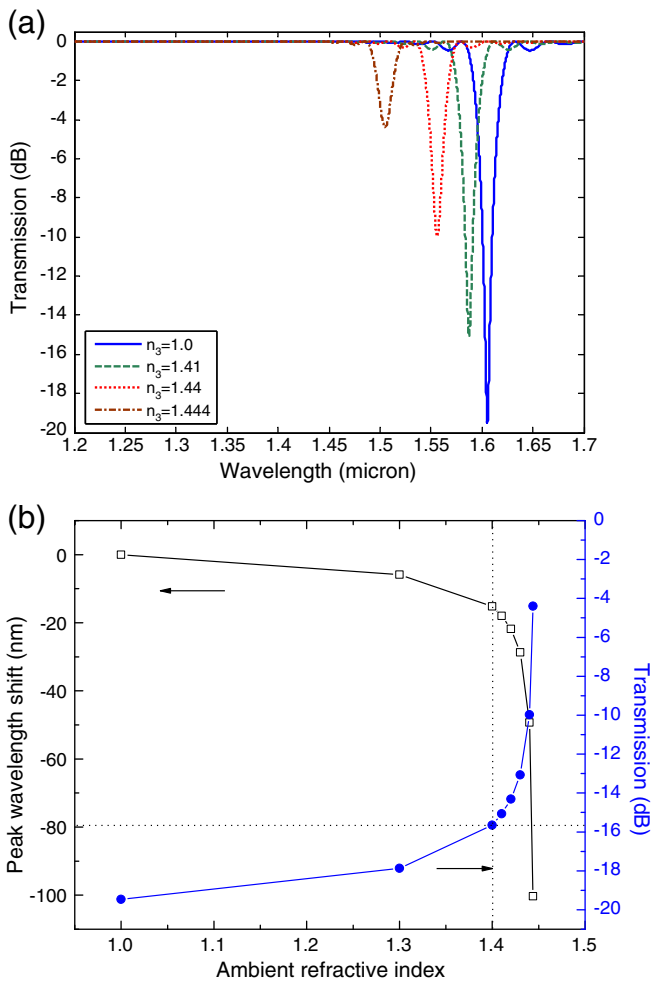 (a)
0
-2
-4
-6
-8
-10
-12
-14
-16
-18
-20
Transmission (dB)
n3=1.0
n3=1.41
n3=1.44
n3=1.444
1.2 1.25 1.3 1.35 1.4 1.45 1.5 1.55 1.6 1.65 1.7
Wavelength (micron)
(b)
0
-20
-40
-60
-80
-100
Peak wavelength shift (nm)
0
-2
-4
-6
-8
-10
-12
-14
-16
-18
-20
Transmission (dB)
1.0 1.1 1.2 1.3 1.4 1.5
Ambient refractive index